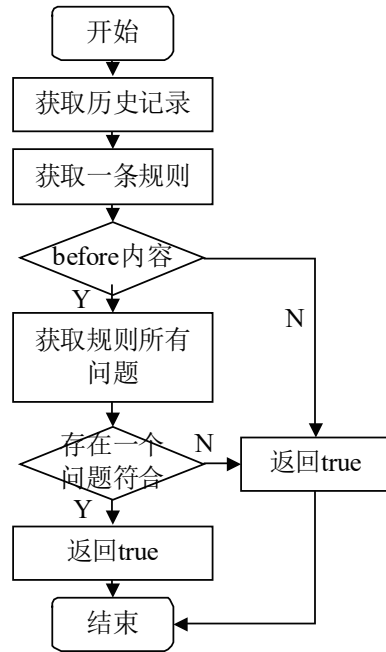 开始
获取历史记录
获取一条规则
before内容
Y
N
获取规则所有
问题
存在一个
问题符合
N
返回true
Y
返回true
结束